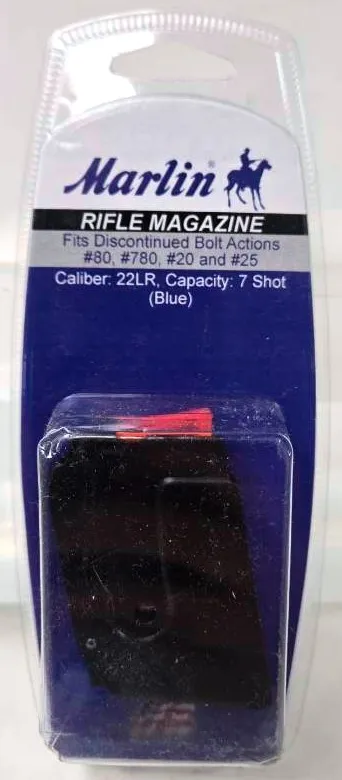 Marlin®
RIFLE MAGAZINE
Fits Discontinued Bolt Actions
#80, #780, #20 and #25
Caliber: 22LR, Capacity: 7 Shot
(Blue)